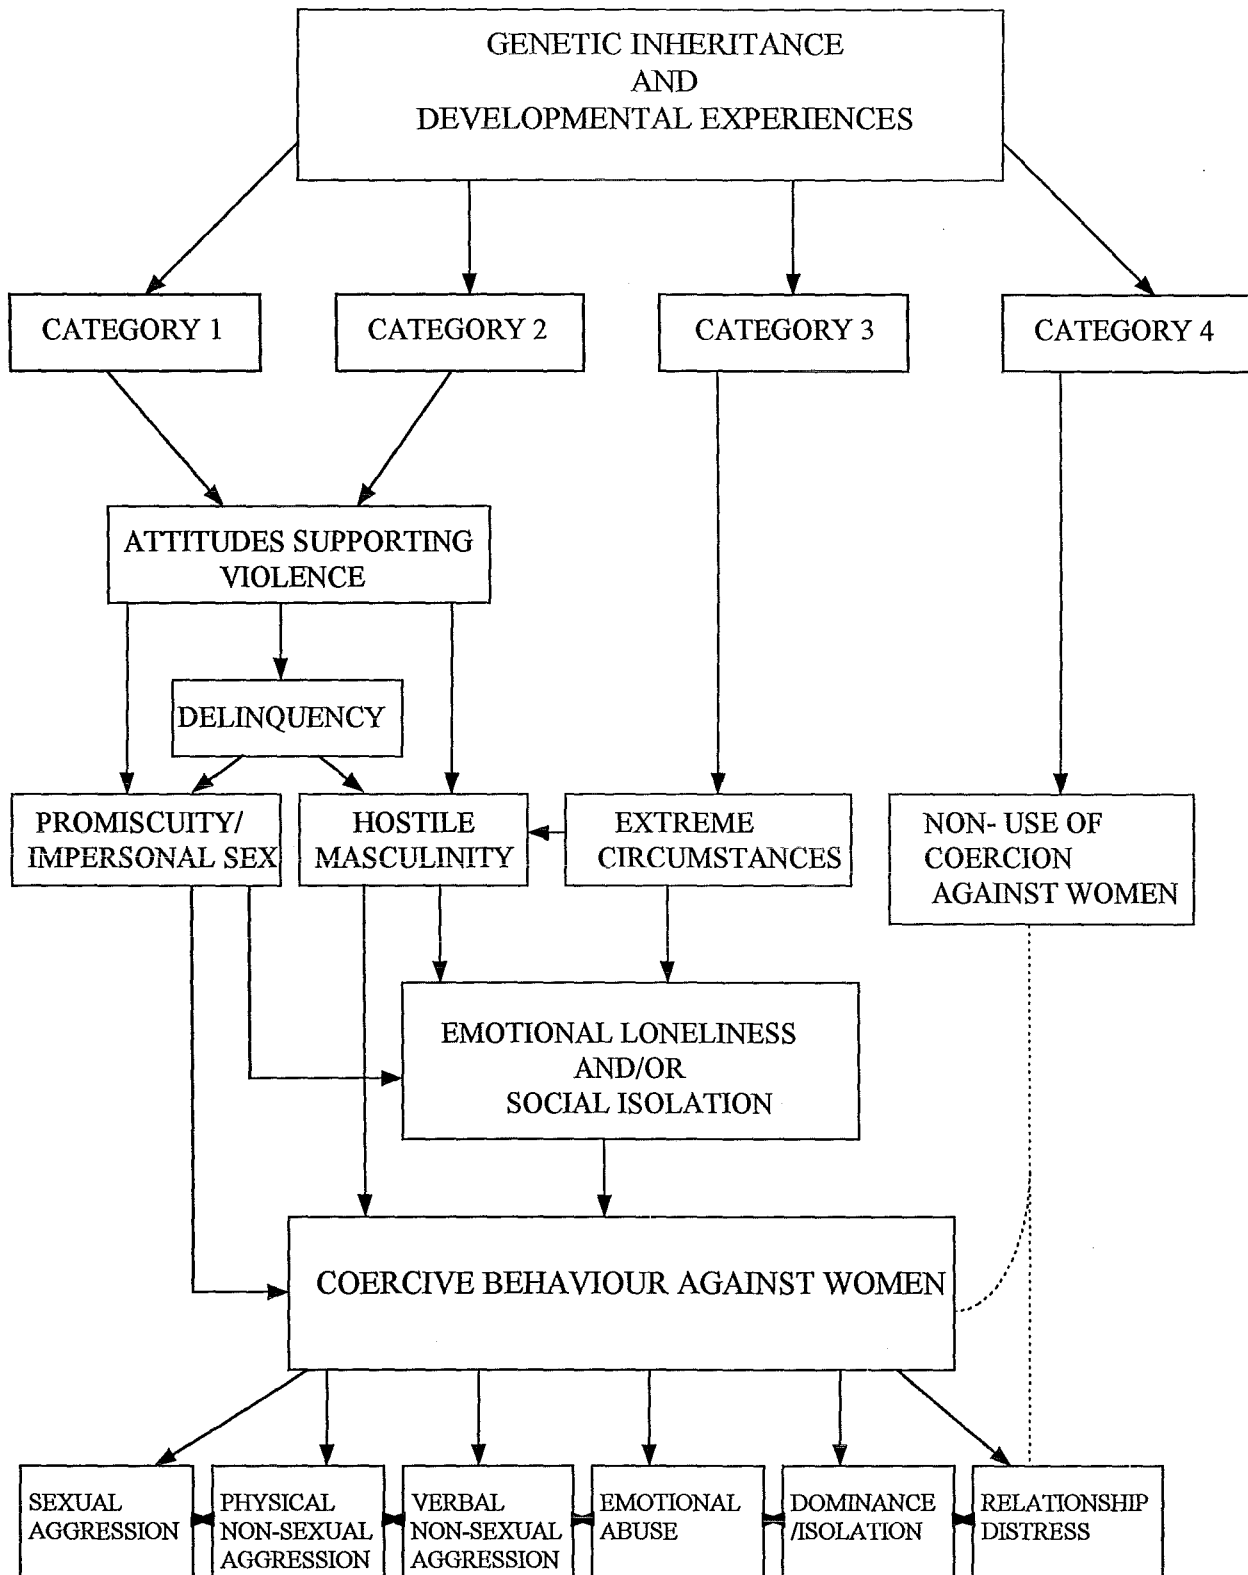 GENETIC INHERITANCE
AND
DEVELOPMENTAL EXPERIENCES
CATEGORY 1
CATEGORY 2
CATEGORY 3
CATEGORY 4
ATTITUDES SUPPORTING
VIOLENCE
DELINQUENCY
PROMISCUITY/
IMPERSONAL SEX
HOSTILE
MASCULINITY
EXTREME
CIRCUMSTANCES
NON- USE OF
COERCION
AGAINST WOMEN
EMOTIONAL LONELINESS
AND/OR
SOCIAL ISOLATION
COERCIVE BEHAVIOUR AGAINST WOMEN
SEXUAL
AGGRESSION
PHYSICAL
NON-SEXUAL
AGGRESSION
VERBAL
NON-SEXUAL
AGGRESSION
EMOTIONAL
ABUSE
DOMINANCE
/ISOLATION
RELATIONSHIP
DISTRESS